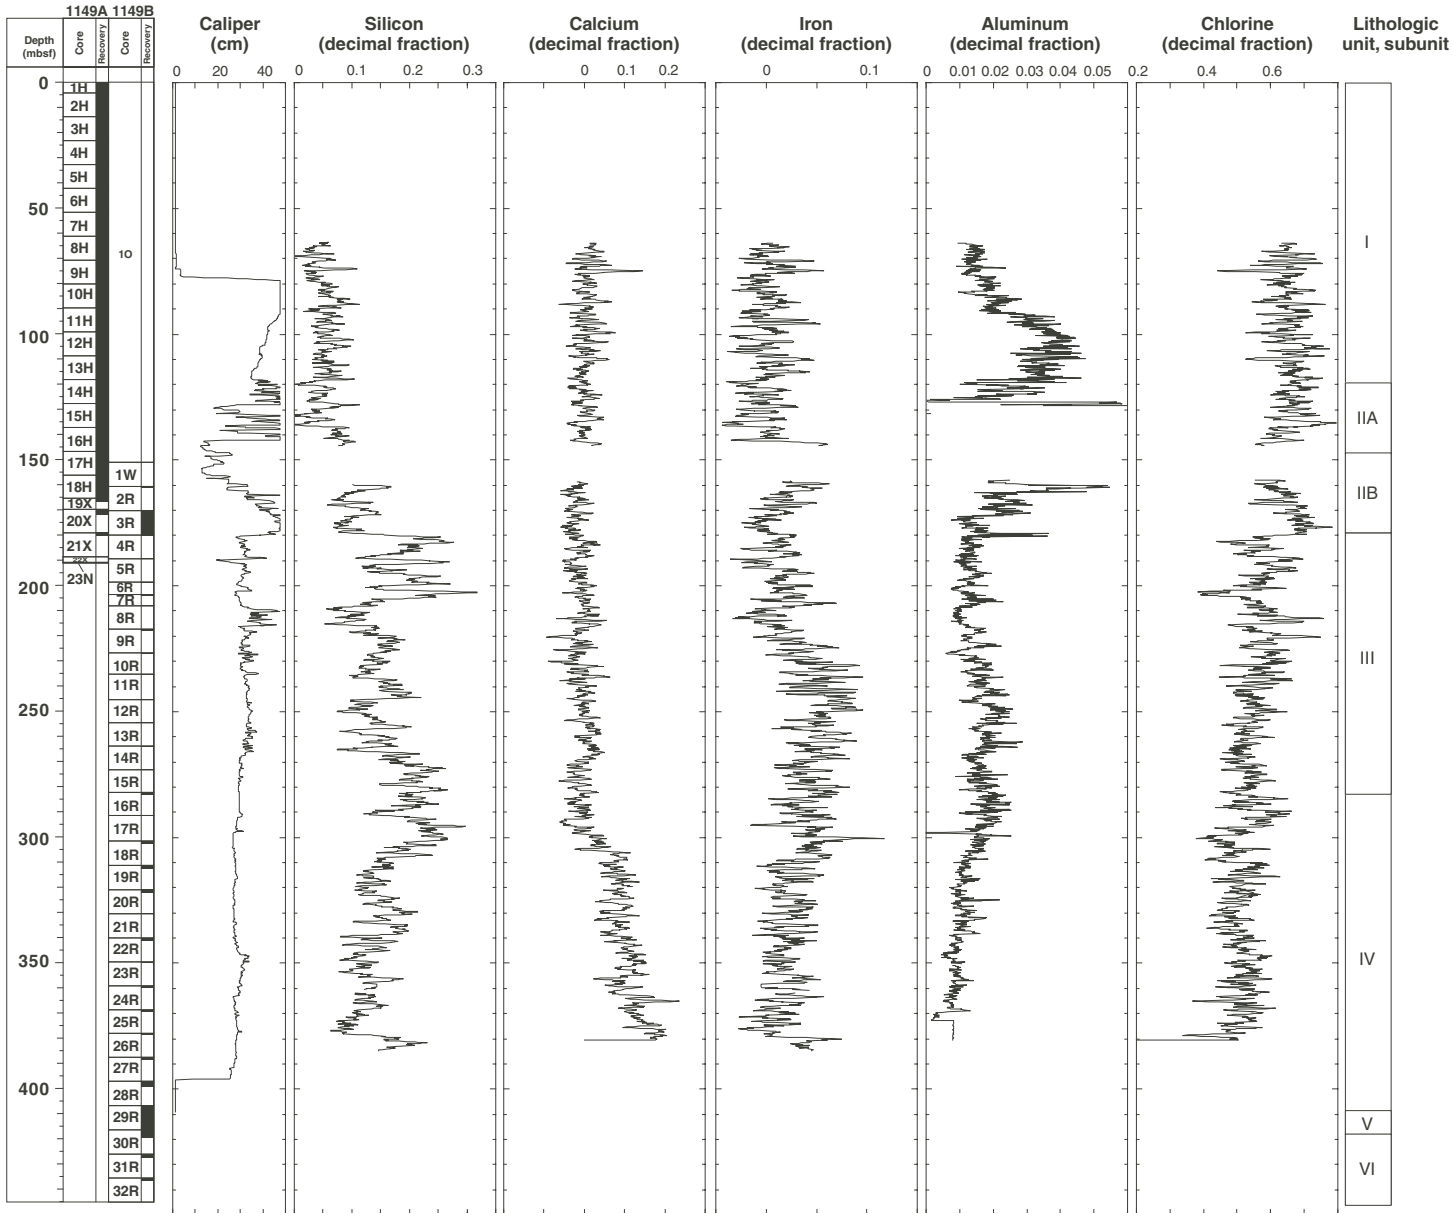 1149A 1149B
Depth
(mbsf)
Core
Recovery
Core
Recovery
Caliper
(cm)
Silicon
(decimal fraction)
Calcium
(decimal fraction)
Iron
(decimal fraction)
Aluminum
(decimal fraction)
Chlorine
(decimal fraction)
Lithologic
unit, subunit
0 20 40
0 0.1 0.2 0.3
0 0.1 0.2
0 0.1
0 0.01 0.02 0.03 0.04 0.05
0.2 0.4 0.6
0
50
100
150
200
250
300
350
400
1H
2H
3H
4H
5H
6H
7H
8H
9H
10H
11H
12H
13H
14H
15H
16H
17H
18H
19X
20X
21X
22X
23N
1O
1W
2R
3R
4R
5R
6R
7R
8R
9R
10R
11R
12R
13R
14R
15R
16R
17R
18R
19R
20R
21R
22R
23R
24R
25R
26R
27R
28R
29R
30R
31R
32R
I
IIA
IIB
III
IV
V
VI